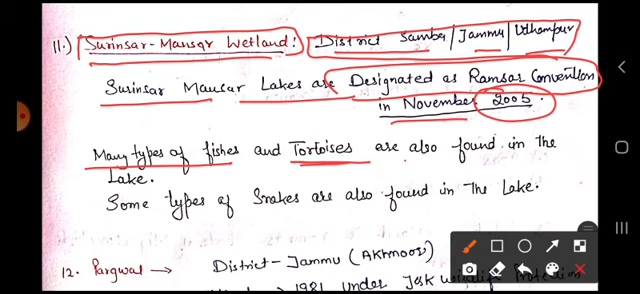 11.) Surinsar-Mansar Wetland: District Samba/Jammu/Udhampur
Surinsar Mansar Lakes are Designated as Ramsar Convention
in November 2005.
Many types of fishes and Tortoises are also found in the
Lake.
Some types of Snakes are also found in the Lake.
12. Pargwal → District-Jammu (Akhnoor)
→ 1981 under J&K